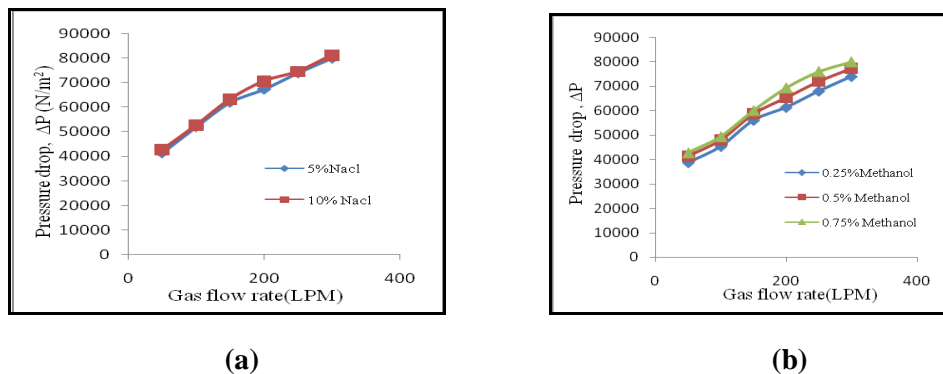 90000
80000
70000
60000
50000
40000
30000
20000
10000
0
Pressure drop, ΔP (N/m²)
5%Nacl
10% Nacl
0
200
400
Gas flow rate(LPM)
(a)
90000
80000
70000
60000
50000
40000
30000
20000
10000
0
Pressure drop, ΔP
0.25%Methanol
0.5% Methanol
0.75% Methanol
0
200
400
Gas flow rate(LPM)
(b)